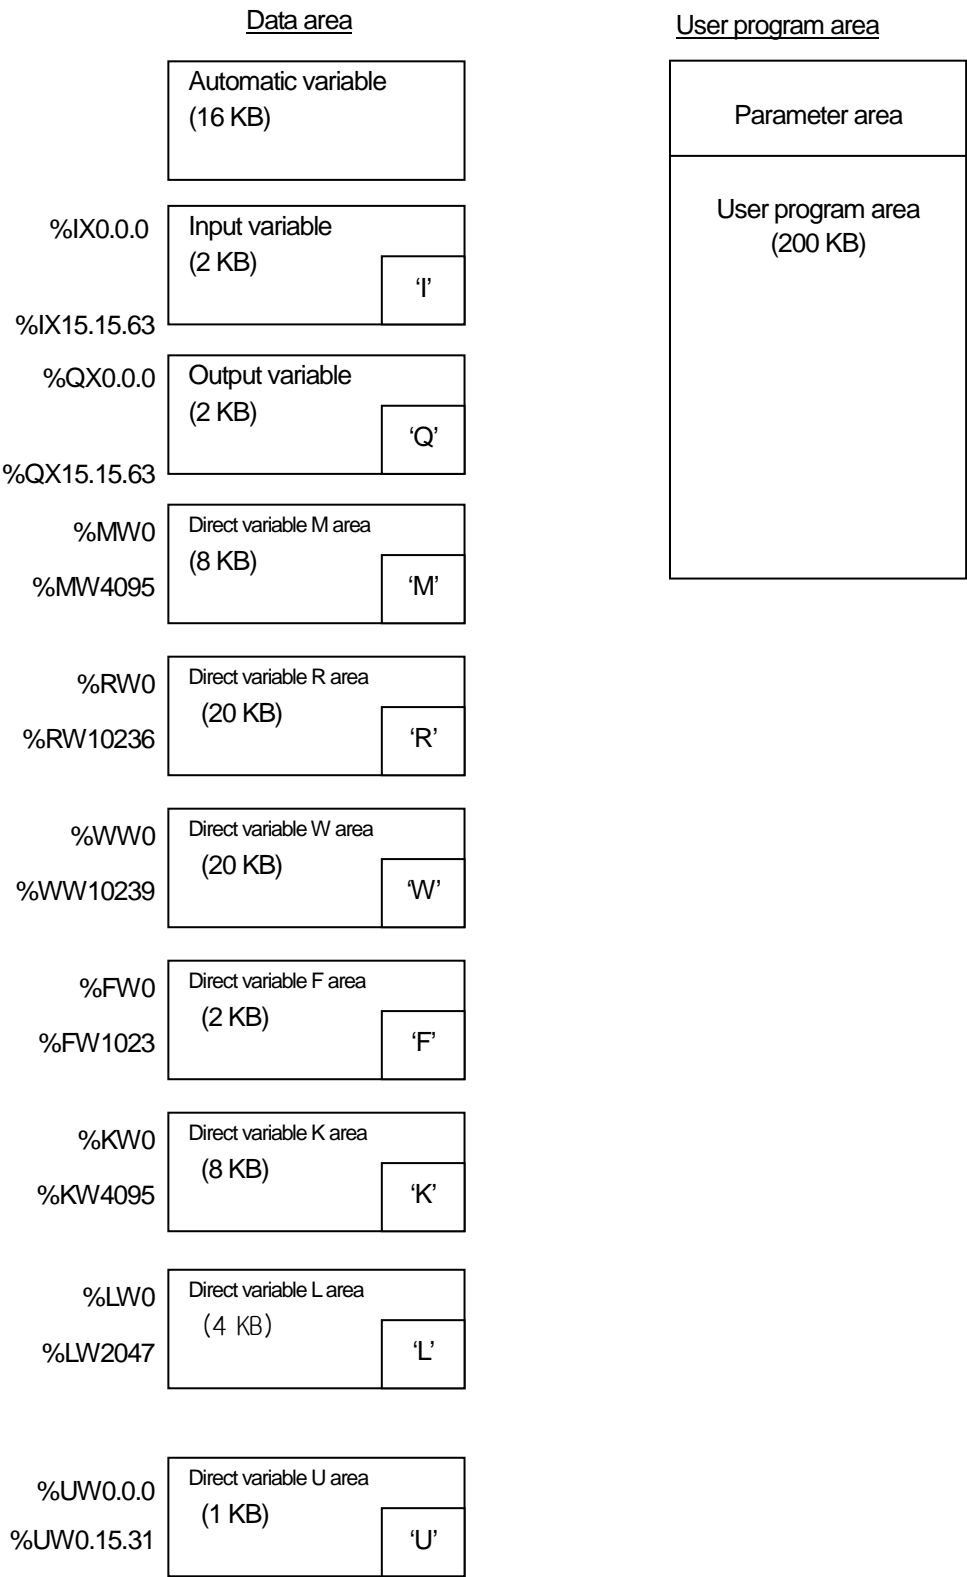 Data area
User program area
Automatic variable
(16 KB)
Parameter area
User program area
(200 KB)
%IX0.0.0
Input variable
(2 KB)
‘I’
%IX15.15.63
%QX0.0.0
Output variable
(2 KB)
‘Q’
%QX15.15.63
%MW0
Direct variable M area
(8 KB)
%MW4095
‘M’
%RW0
Direct variable R area
(20 KB)
%RW10236
‘R’
%WW0
Direct variable W area
(20 KB)
%WW10239
‘W’
%FW0
Direct variable F area
(2 KB)
%FW1023
‘F’
%KW0
Direct variable K area
(8 KB)
%KW4095
‘K’
%LW0
Direct variable L area
(4 KB)
%LW2047
‘L’
%UW0.0.0
Direct variable U area
(1 KB)
%UW0.15.31
‘U’